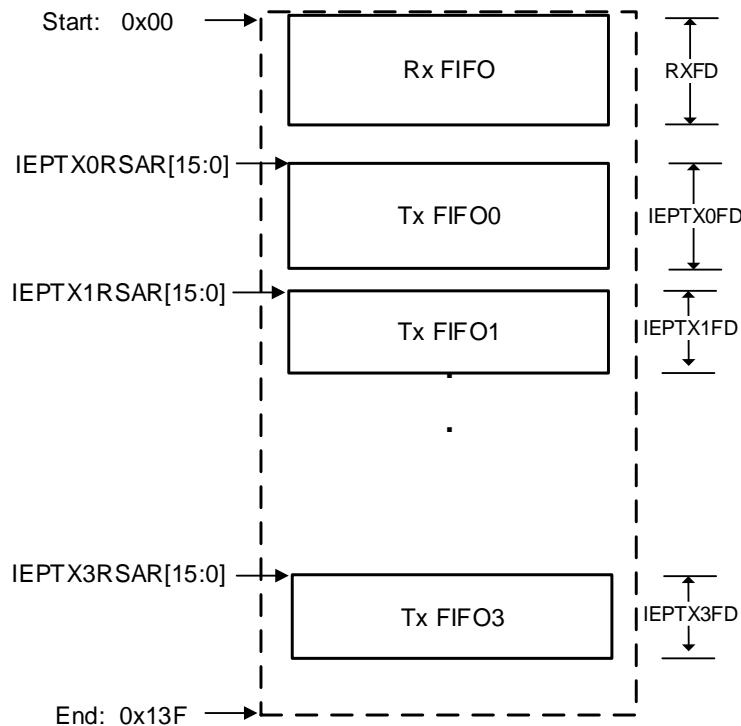 Start: 0x00
Rx FIFO
RXFD
IEPTX0RSAR[15:0]
Tx FIFO0
IEPTX0FD
IEPTX1RSAR[15:0]
Tx FIFO1
IEPTX1FD
.
.
IEPTX3RSAR[15:0]
Tx FIFO3
IEPTX3FD
End: 0x13F